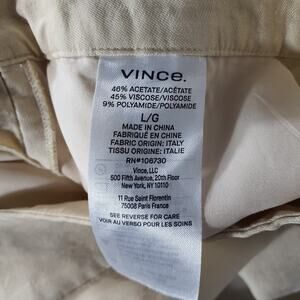 VINCE.
46% ACETATE/ACÉTATE
45% VISCOSE/VISCOSE
9% POLYAMIDE/POLYAMIDE
L/G
MADE IN CHINA
FABRIQUÉ EN CHINE
FABRIC ORIGIN: ITALY
TISSU ORIGINE: ITALIE
RN#106730
Vince, LLC
500 Fifth Avenue, 20th Floor
New York, NY 10110
11 Rue Saint Florentin
75008 Paris France
SEE REVERSE FOR CARE
VOIR AU VERSO POUR LES SOINS